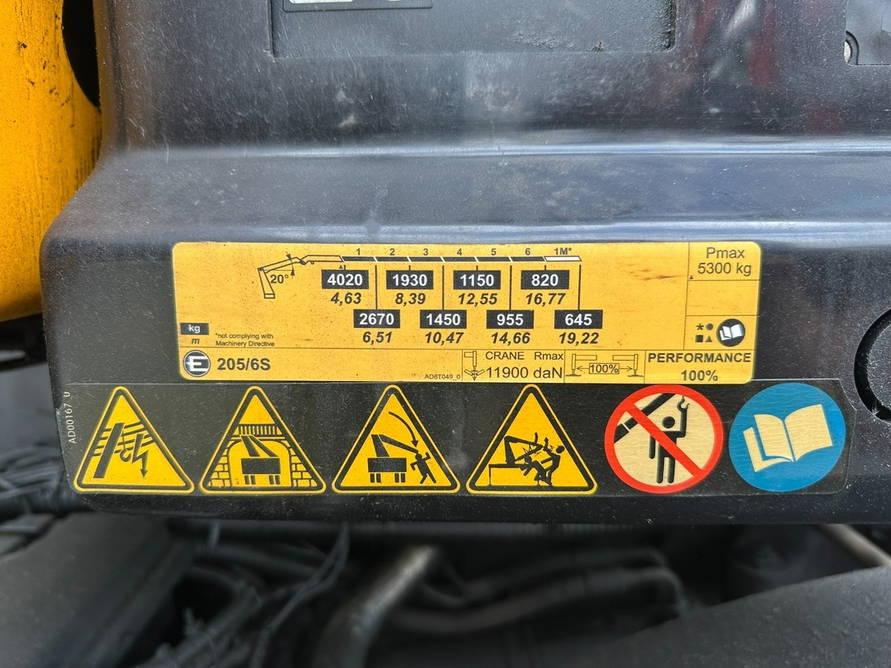 1 2 3 4 5 6 1M*
20°
4020 1930 1150 820
4,63 8,39 12,55 16,77
2670 1450 955 645
6,51 10,47 14,66 19,22
kg
m
*not complying with
Machinery Directive
Pmax
5300 kg
E 205/6S
AD6T049_0
CRANE Rmax
11900 daN
100%
PERFORMANCE
100%
AD00167_0